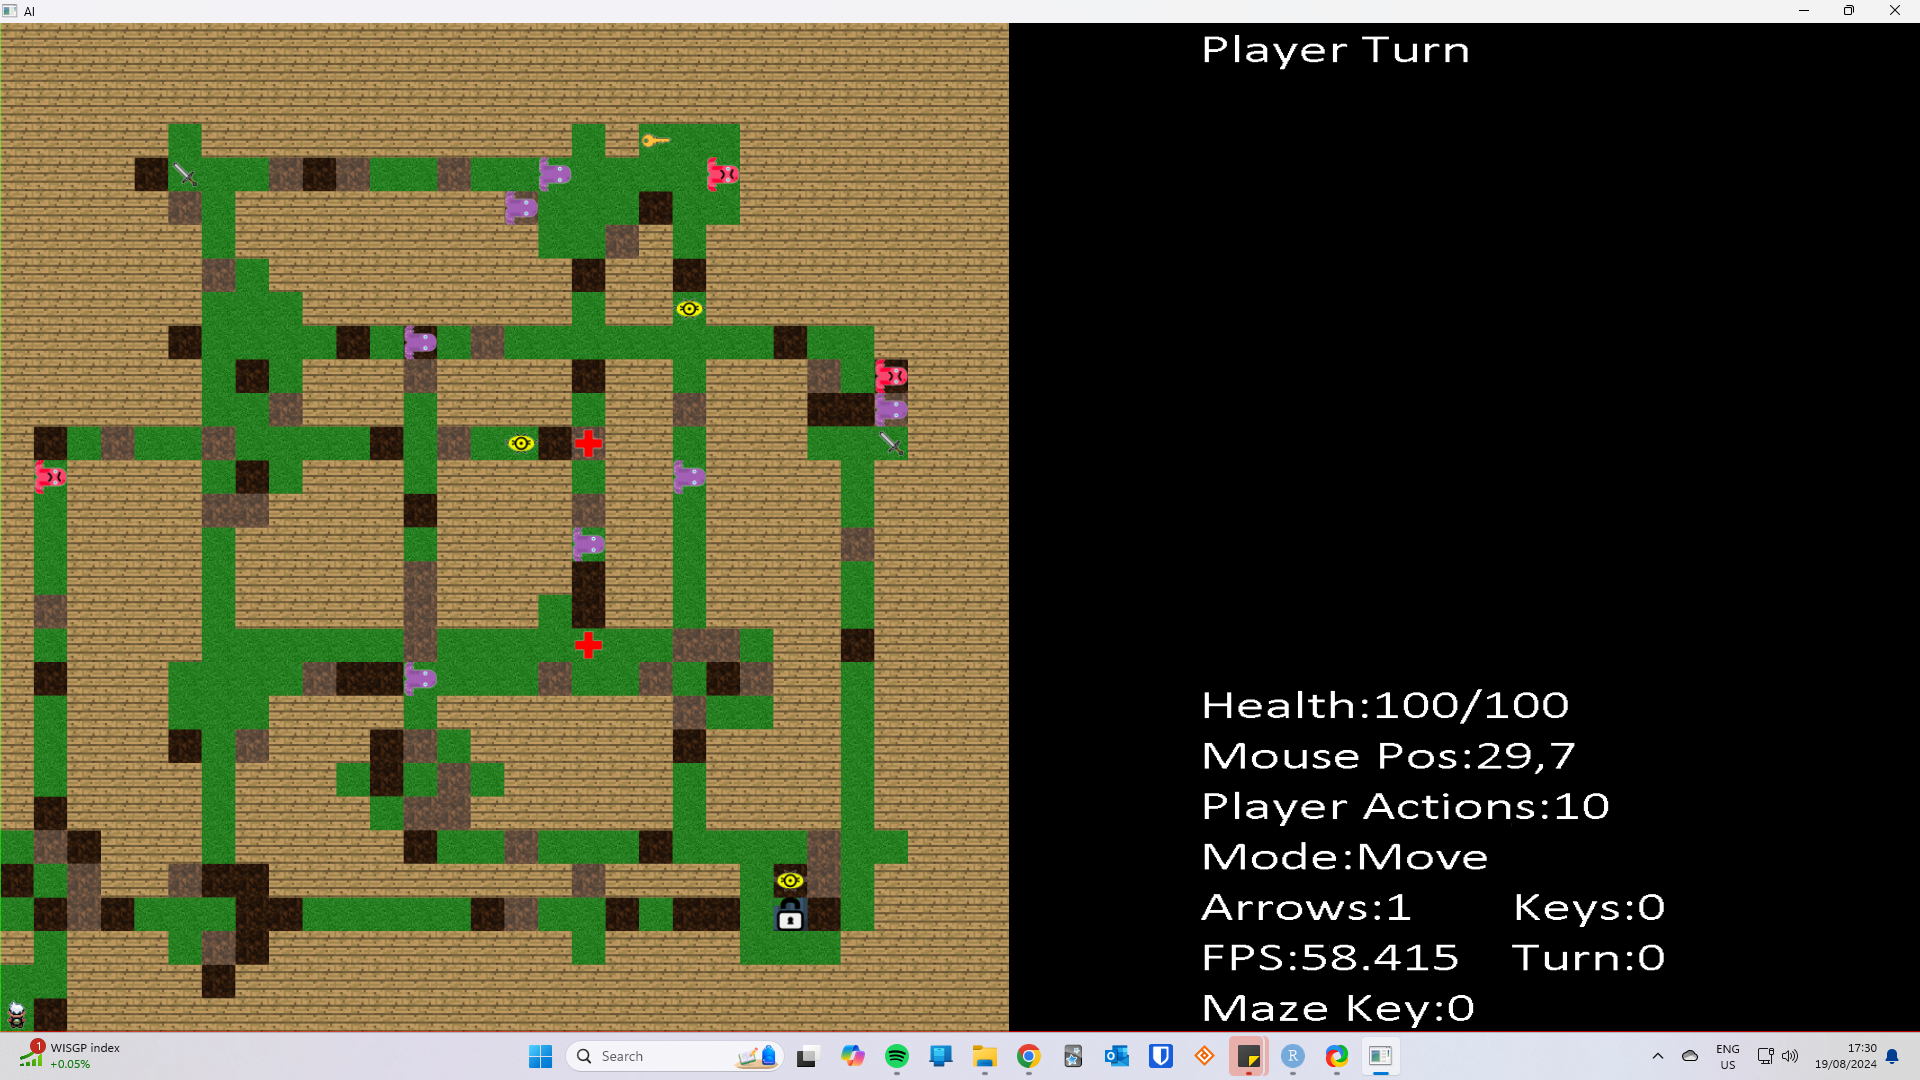 AI
Player Turn
Health:100/100
Mouse Pos:29,7
Player Actions:10
Mode:Move
Arrows:1 Keys:0
FPS:58.415 Turn:0
Maze Key:0
1 WISGP index
+0.05%
Search
R
ENG
US
17:30
19/08/2024